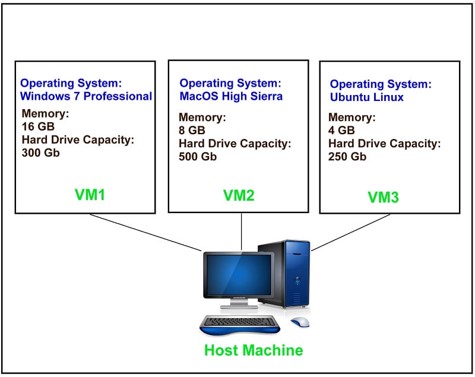 Operating System:
Windows 7 Professional
Memory:
16 GB
Hard Drive Capacity:
300 Gb
VM1
Operating System:
MacOS High Sierra
Memory:
8 GB
Hard Drive Capacity:
500 Gb
VM2
Operating System:
Ubuntu Linux
Memory:
4 GB
Hard Drive Capacity:
250 Gb
VM3
Host Machine